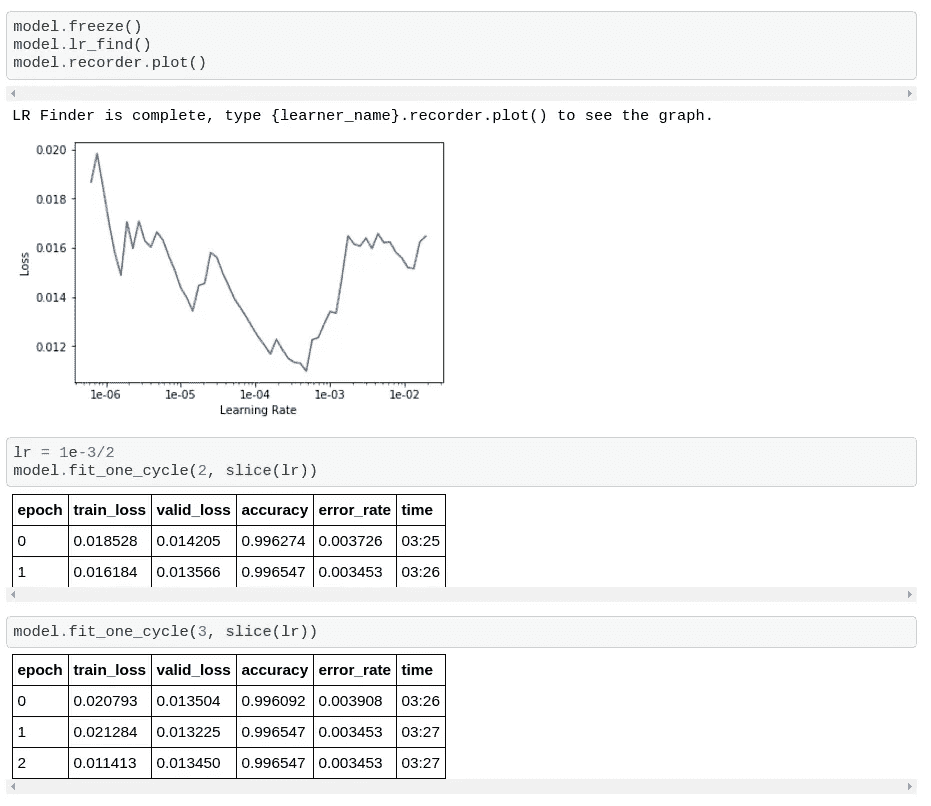 model.freeze()
model.lr_find()
model.recorder.plot()
LR Finder is complete, type {learner_name}.recorder.plot() to see the graph.
0.020
0.018
0.016
0.014
0.012
Loss
1e-06 1e-05 1e-04 1e-03 1e-02
Learning Rate
lr = 1e-3/2
model.fit_one_cycle(2, slice(lr))
epoch train_loss valid_loss accuracy error_rate time
0 0.018528 0.014205 0.996274 0.003726 03:25
1 0.016184 0.013566 0.996547 0.003453 03:26
model.fit_one_cycle(3, slice(lr))
epoch train_loss valid_loss accuracy error_rate time
0 0.020793 0.013504 0.996092 0.003908 03:26
1 0.021284 0.013225 0.996547 0.003453 03:27
2 0.011413 0.013450 0.996547 0.003453 03:27